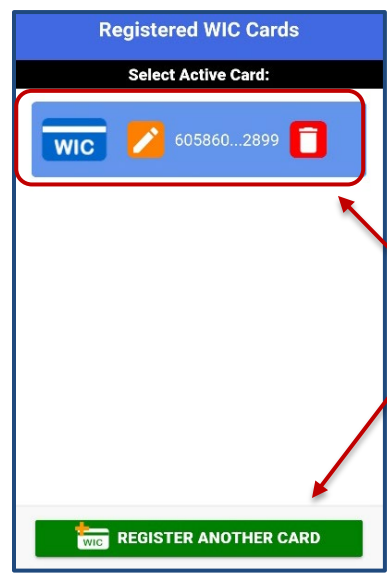 Registered WIC Cards
Select Active Card:
WIC 605860...2899
WIC REGISTER ANOTHER CARD